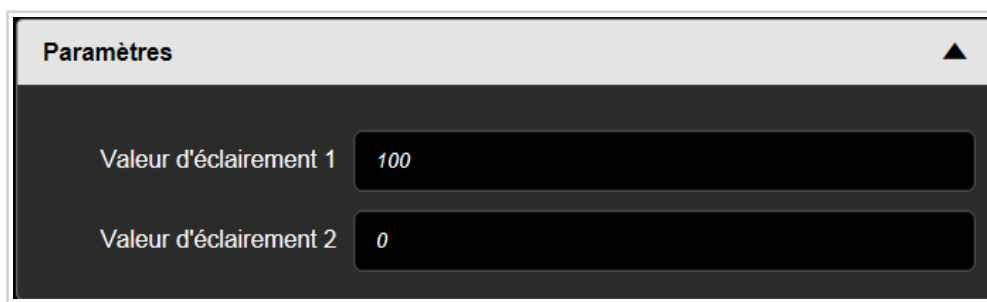 Paramètres
Valeur d'éclairement 1 100
Valeur d'éclairement 2 0